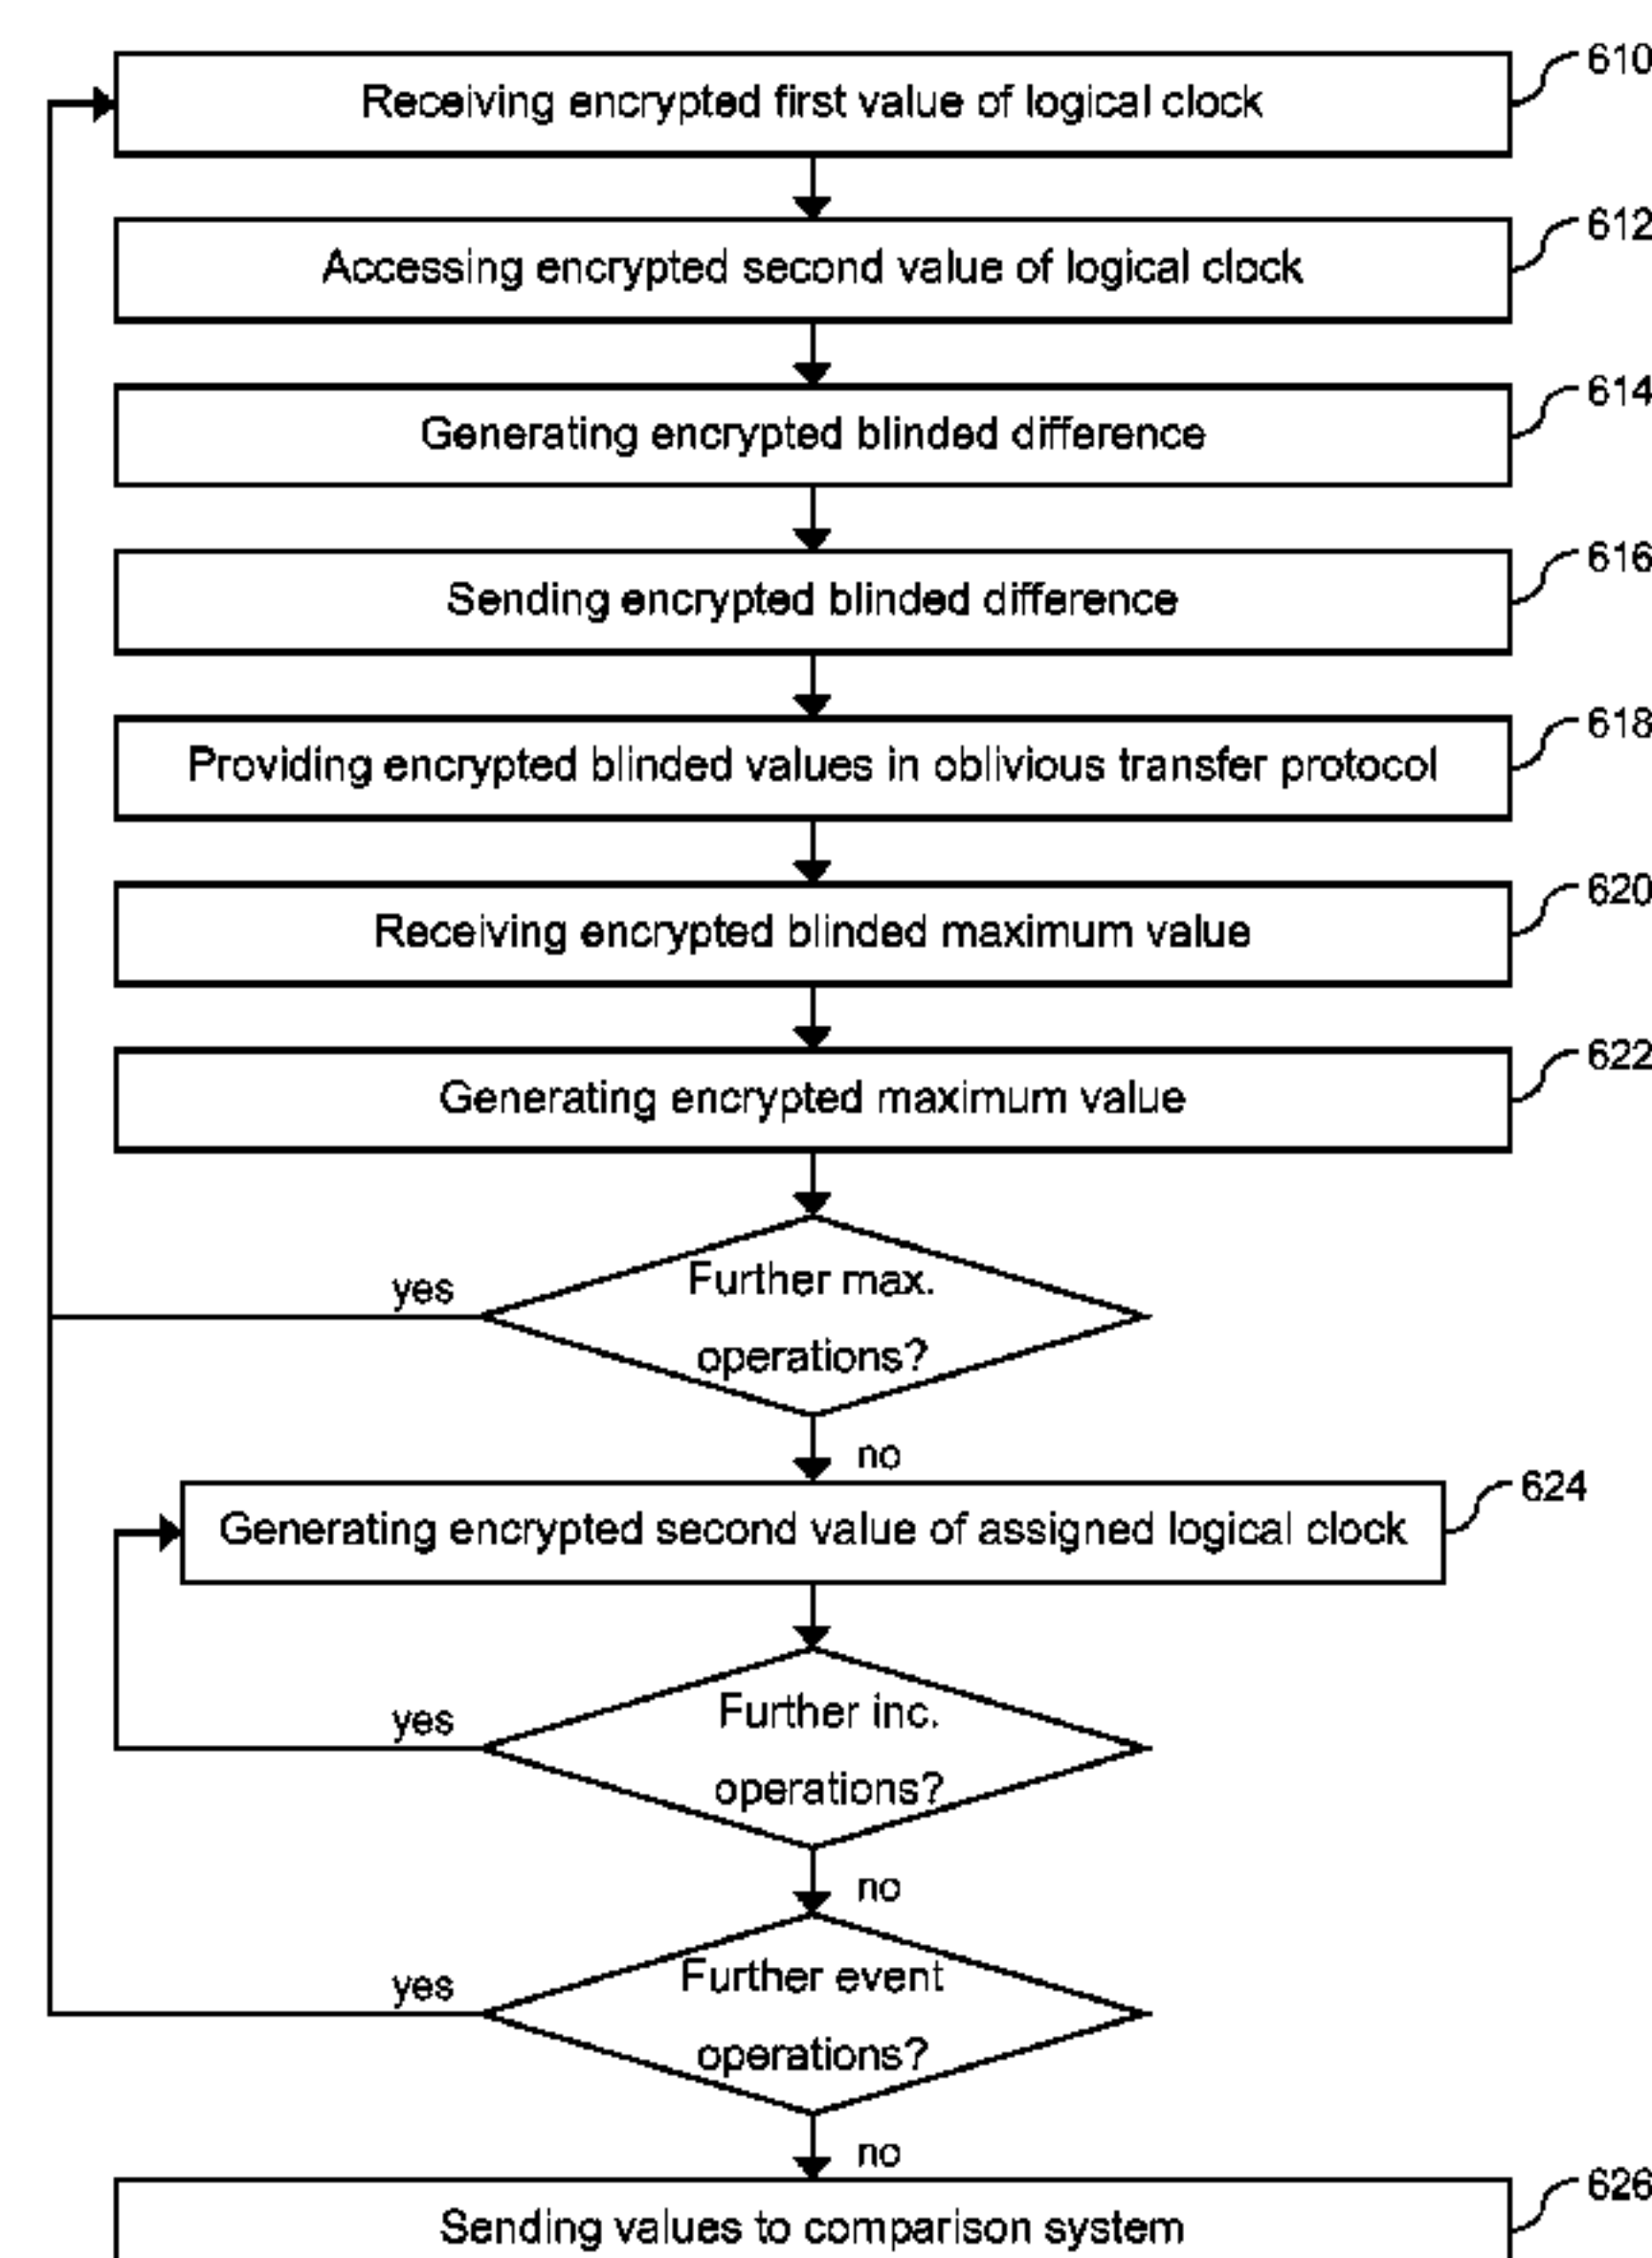 610
Receiving encrypted first value of logical clock
612
Accessing encrypted second value of logical clock
614
Generating encrypted blinded difference
616
Sending encrypted blinded difference
618
Providing encrypted blinded values in oblivious transfer protocol
620
Receiving encrypted blinded maximum value
622
Generating encrypted maximum value
yes
Further max.
operations?
no
624
Generating encrypted second value of assigned logical clock
yes
Further inc.
operations?
no
yes
Further event
operations?
no
626
Sending values to comparison system